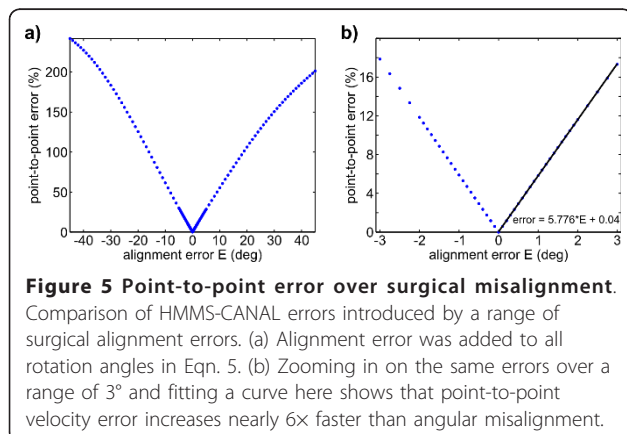 a)
b)
point-to-point error (%)
200
150
100
50
0
-40 -30 -20 -10 0 10 20 30 40
alignment error E (deg)
point-to-point error (%)
16
12
8
4
0
-3 -2 -1 0 1 2 3
alignment error E (deg)
error = 5.776*E + 0.04
Figure 5 Point-to-point error over surgical misalignment.
Comparison of HMMS-CANAL errors introduced by a range of
surgical alignment errors. (a) Alignment error was added to all
rotation angles in Eqn. 5. (b) Zooming in on the same errors over a
range of 3° and fitting a curve here shows that point-to-point
velocity error increases nearly 6× faster than angular misalignment.